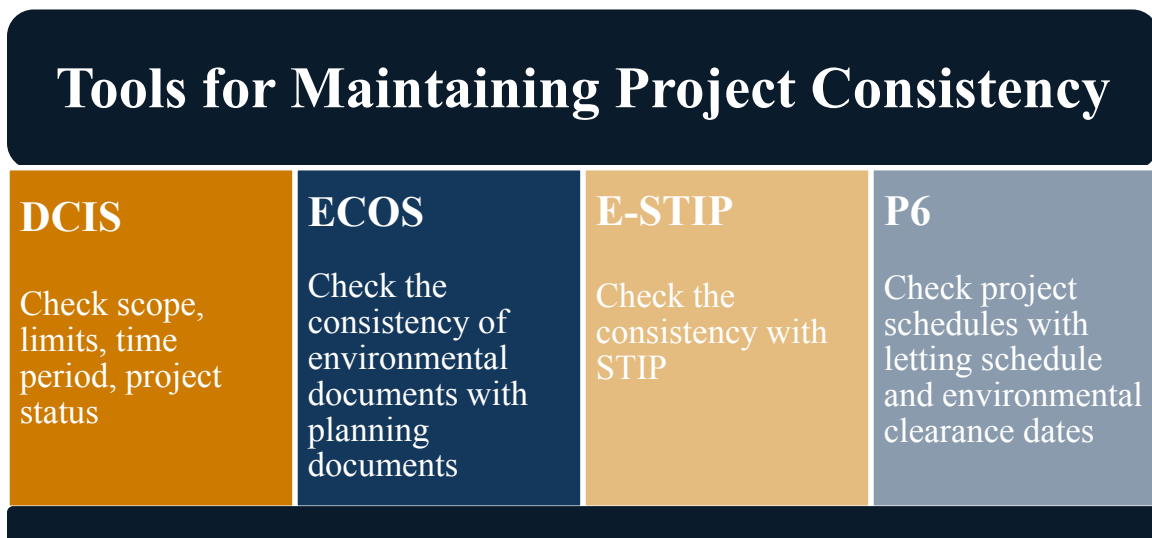 Tools for Maintaining Project Consistency
DCIS
Check scope,
limits, time
period, project
status
ECOS
Check the
consistency of
environmental
documents with
planning
documents
E-STIP
Check the
consistency with
STIP
P6
Check project
schedules with
letting schedule
and environmental
clearance dates